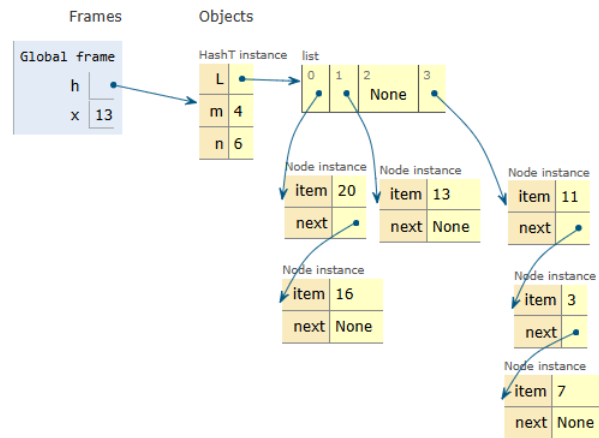 Frames Objects
Global frame
h
x 13
HashT instance
L
m 4
n 6
list
0 1 2 3
None
Node instance
item 20
next
Node instance
item 13
next None
Node instance
item 11
next
Node instance
item 16
next None
Node instance
item 3
next
Node instance
item 7
next None